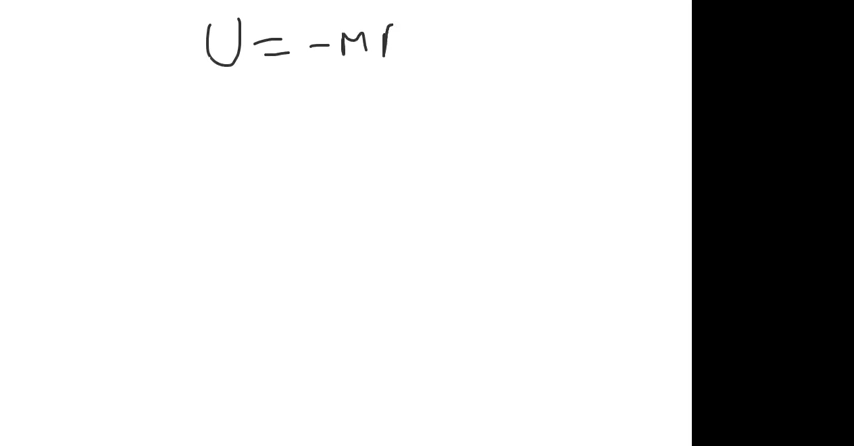 U = -Mr